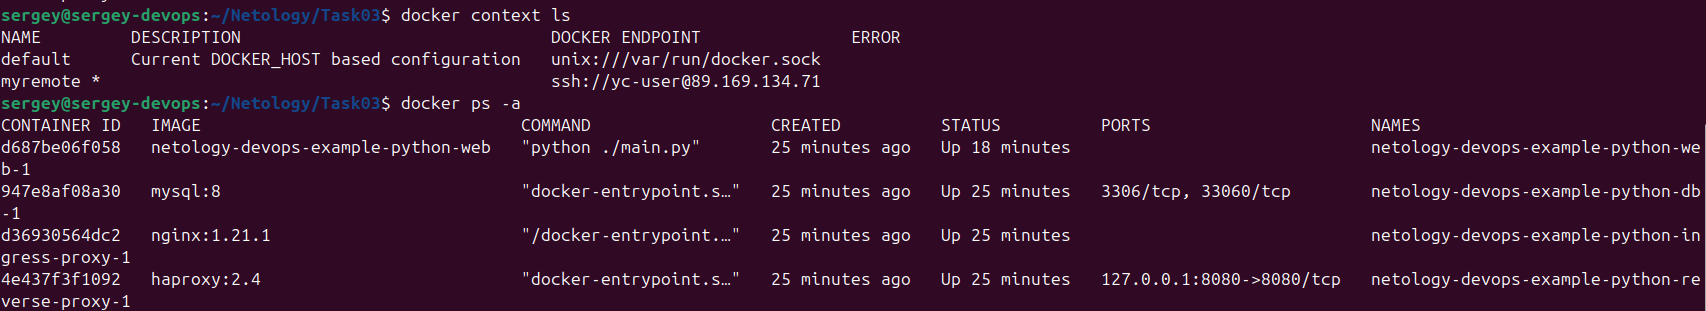 sergey@sergey-devops:~/Netology/Task03$ docker context ls
NAME         DESCRIPTION                               DOCKER ENDPOINT               ERROR
default      Current DOCKER_HOST based configuration   unix:///var/run/docker.sock
myremote *                                             ssh://yc-user@89.169.134.71
sergey@sergey-devops:~/Netology/Task03$ docker ps -a
CONTAINER ID   IMAGE                                COMMAND                  CREATED          STATUS          PORTS                      NAMES
d687be06f058   netology-devops-example-python-web   "python ./main.py"       25 minutes ago   Up 18 minutes                              netology-devops-example-python-we
b-1
947e8af08a30   mysql:8                              "docker-entrypoint.s…"   25 minutes ago   Up 25 minutes   3306/tcp, 33060/tcp        netology-devops-example-python-db
-1
d36930564dc2   nginx:1.21.1                         "/docker-entrypoint.…"   25 minutes ago   Up 25 minutes                              netology-devops-example-python-in
gress-proxy-1
4e437f3f1092   haproxy:2.4                          "docker-entrypoint.s…"   25 minutes ago   Up 25 minutes   127.0.0.1:8080->8080/tcp   netology-devops-example-python-re
verse-proxy-1